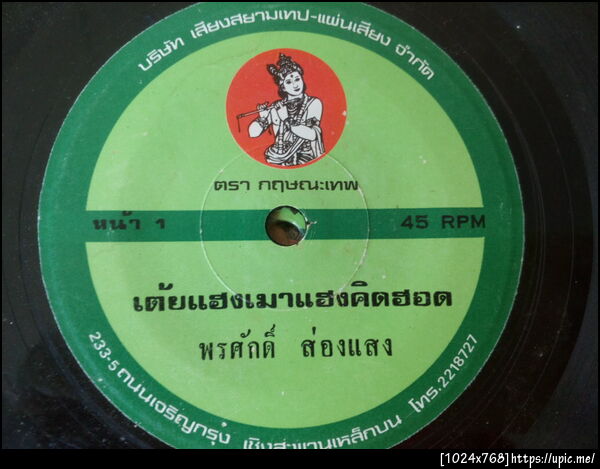 บริษัท เสียงสยามเทป-แผ่นเสียง จำกัด
ตรา กฤษณะเทพ
หน้า 1
45 RPM
เต้ยแฮงเมาแฮงคิดฮอด
พรศักดิ์ ส่องแสง
233-5 ถนนเจริญกรุง เชิงสะพานเหล็กบน โทร. 2218727
[1024x768]https://upic.me/